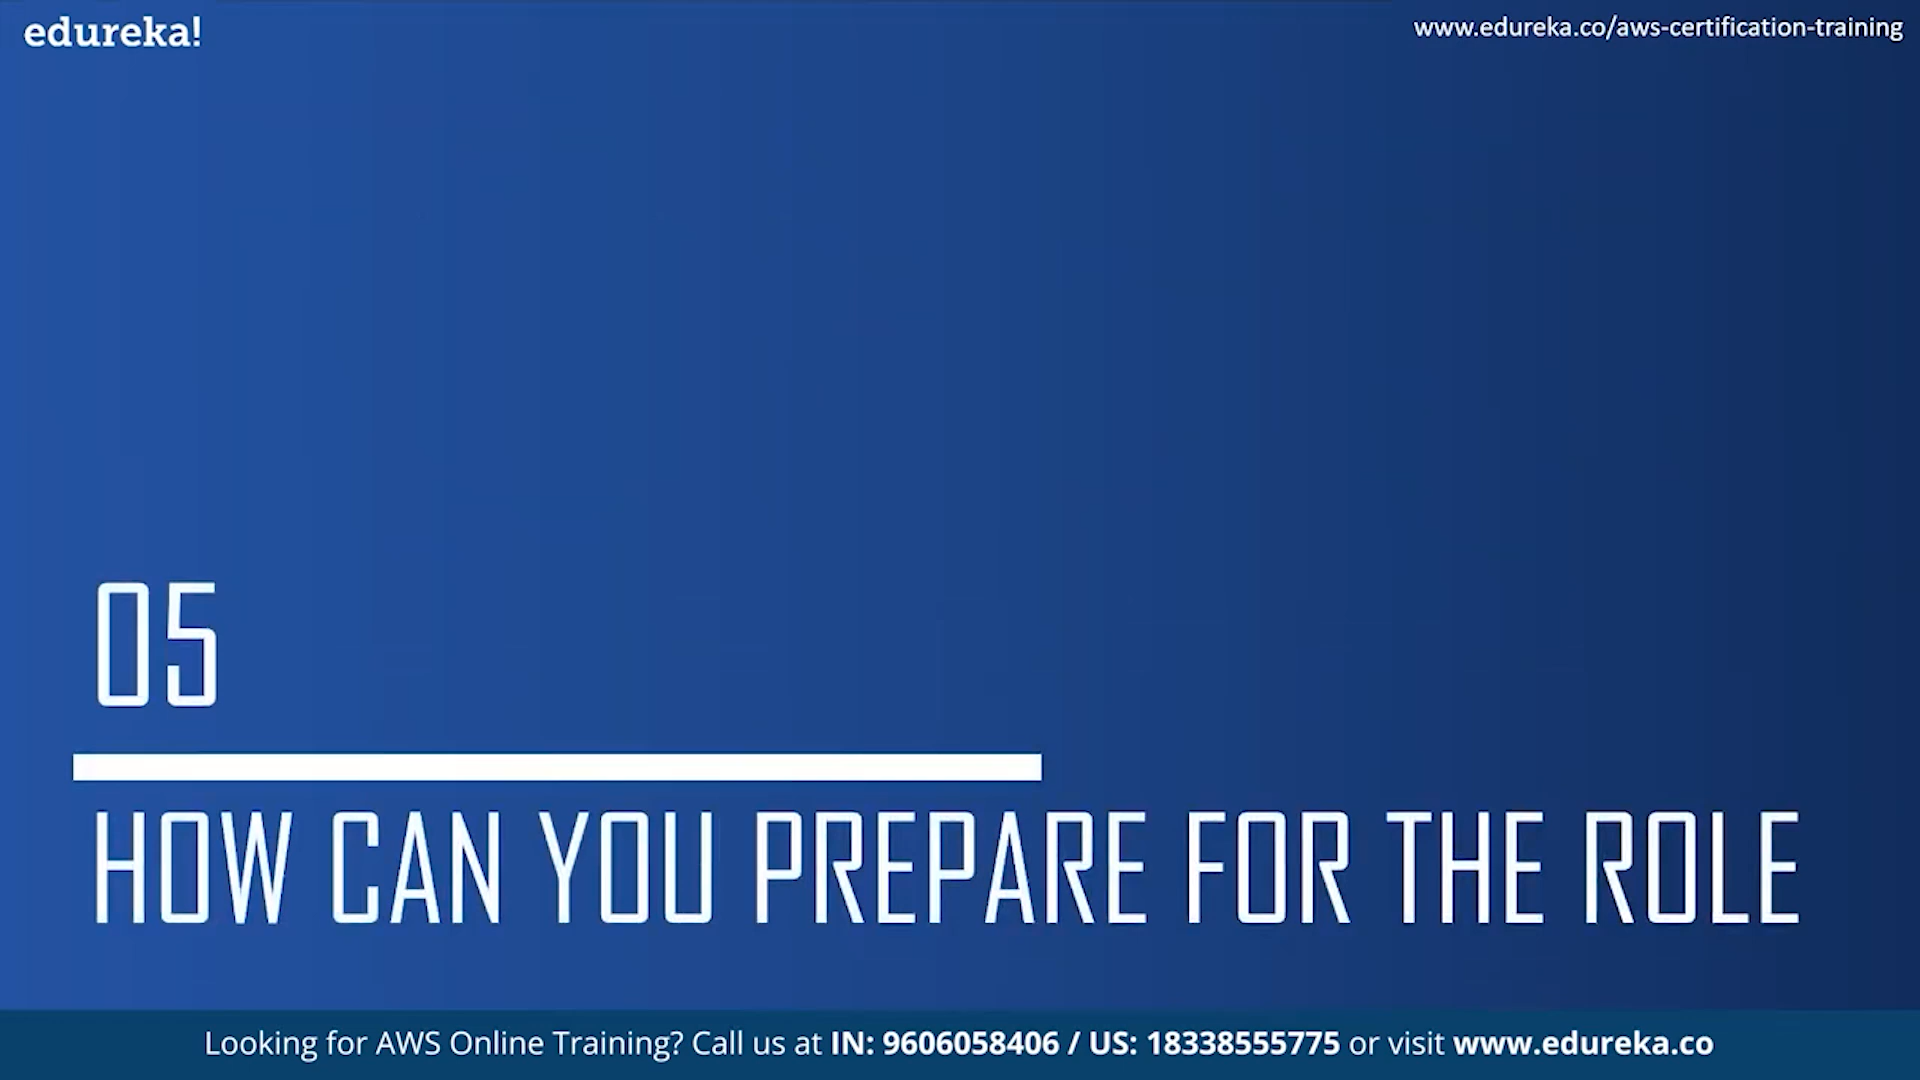 edureka!
www.edureka.co/aws-certification-training
05
HOW CAN YOU PREPARE FOR THE ROLE
Looking for AWS Online Training? Call us at IN: 9606058406 / US: 18338555775 or visit www.edureka.co